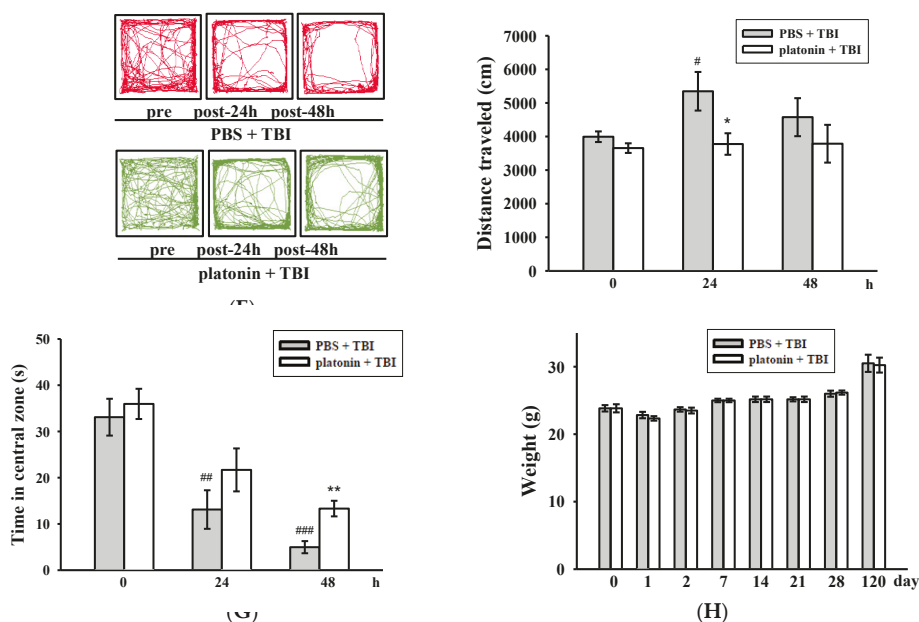 pre post-24h post-48h
PBS + TBI
pre post-24h post-48h
platonin + TBI
Distance traveled (cm)
7000
6000
5000
4000
3000
2000
1000
0
PBS + TBI
platonin + TBI
#
*
0 24 48 h
Time in central zone (s)
50
40
30
20
10
0
PBS + TBI
platonin + TBI
##
###
**
0 24 48 h
(G)
Weight (g)
30
20
10
0
PBS + TBI
platonin + TBI
0 1 2 7 14 21 28 120 day
(H)